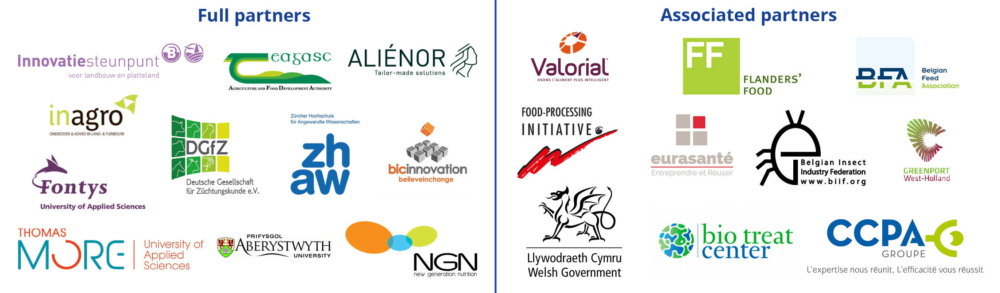 Full partners
Innovatiesteunpunt
B
voor landbouw en platteland
eagasc
AGRICULTURE AND FOOD DEVELOPMENT AUTHORITY
ALIÉNOR
Tailor-made solutions
inagro
ONDERZOEK & ADVIES IN LAND- & TUINBOUW
DGfZ
Deutsche Gesellschaft
für Züchtungskunde e.V.
Zürcher Hochschule
für Angewandte Wissenschaften
zh
aw
bicinnovation
believeinchange
Fontys
University of Applied Sciences
THOMAS
MORE
University of
Applied
Sciences
PRIFYSGOL
ABERYSTWYTH
UNIVERSITY
NGN
new generation nutrition
Associated partners
Valorial
OSONS L'ALIMENT PLUS INTELLIGENT
FF
FLANDERS'
FOOD
BFA
Belgian
Feed
Association
FOOD-PROCESSING
INITIATIVE
eurasanté
Entreprendre et Réussir
Belgian Insect
Industry Federation
www.biif.org
GREENPORT
West-Holland
Llywodraeth Cymru
Welsh Government
bio treat
center
CCPA
GROUPE
L'expertise nous réunit, L'efficacité vous réussit